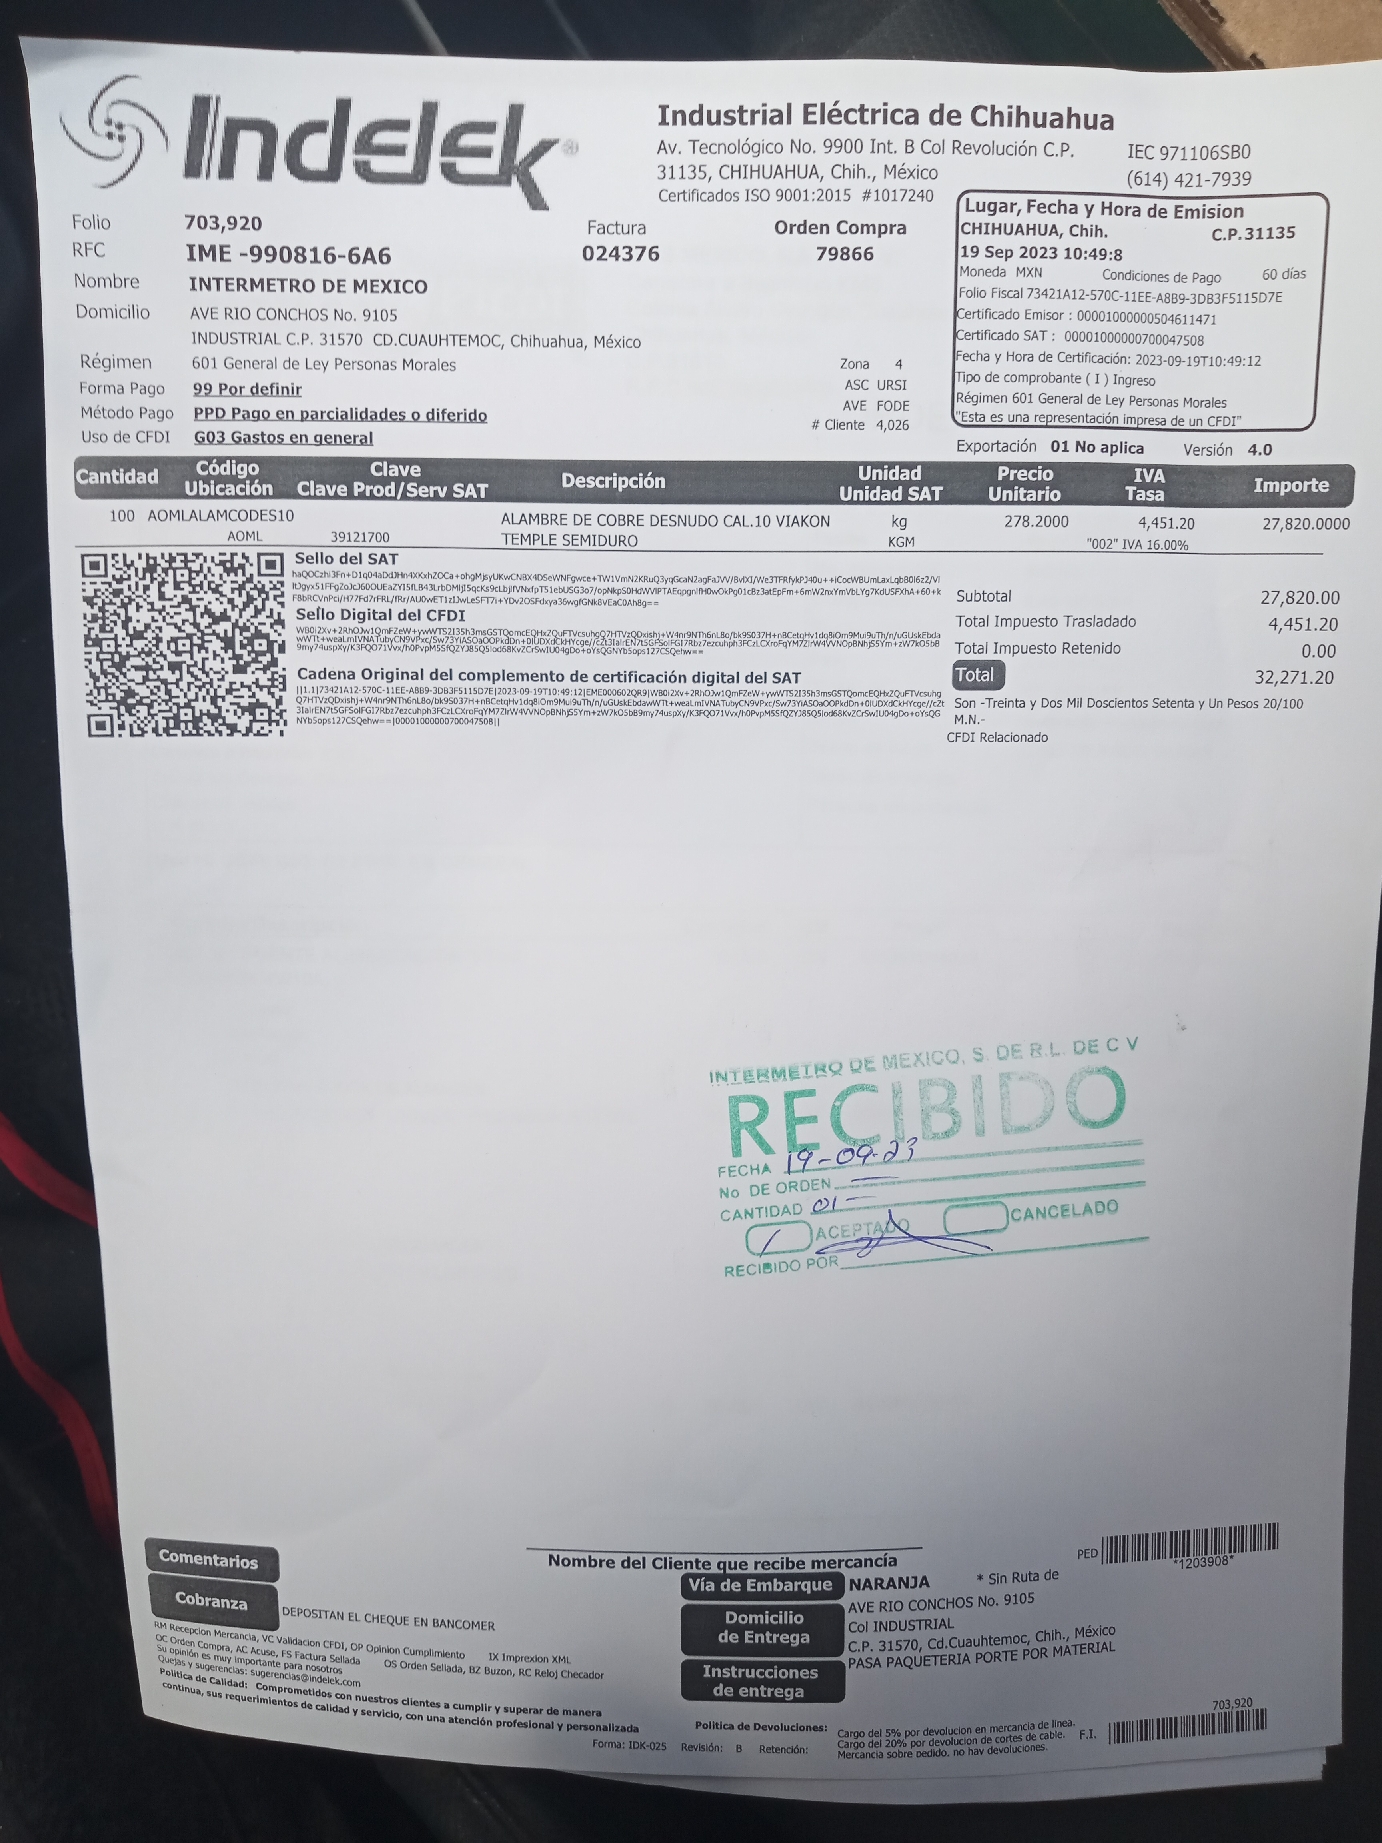 Indelek®
Industrial Eléctrica de Chihuahua
Av. Tecnológico No. 9900 Int. B Col Revolución C.P.
31135, CHIHUAHUA, Chih., México
Certificados ISO 9001:2015 #1017240
IEC 971106SB0
(614) 421-7939
Folio 703,920
RFC IME -990816-6A6
Factura
024376
Orden Compra
79866
Nombre INTERMETRO DE MEXICO
Domicilio AVE RIO CONCHOS No. 9105
INDUSTRIAL C.P. 31570 CD.CUAUHTEMOC, Chihuahua, México
Régimen 601 General de Ley Personas Morales
Forma Pago 99 Por definir
Método Pago PPD Pago en parcialidades o diferido
Uso de CFDI G03 Gastos en general
Zona 4
ASC URSI
AVE FODE
# Cliente 4,026
Lugar, Fecha y Hora de Emision
CHIHUAHUA, Chih. C.P.31135
19 Sep 2023 10:49:8
Moneda MXN Condiciones de Pago 60 días
Folio Fiscal 73421A12-570C-11EE-A8B9-3DB3F5115D7E
Certificado Emisor : 00001000000504611471
Certificado SAT : 00001000000700047508
Fecha y Hora de Certificación: 2023-09-19T10:49:12
Tipo de comprobante ( I ) Ingreso
Régimen 601 General de Ley Personas Morales
"Esta es una representación impresa de un CFDI"
Exportación 01 No aplica Versión 4.0
Cantidad Código Ubicación Clave Clave Prod/Serv SAT Descripción Unidad Unidad SAT Precio Unitario IVA Tasa Importe
100 AOMLALAMCODES10 ALAMBRE DE COBRE DESNUDO CAL.10 VIAKON kg 278.2000 4,451.20 27,820.0000
AOML 39121700 TEMPLE SEMIDURO KGM "002" IVA 16.00%
Sello del SAT
Sello Digital del CFDI
Cadena Original del complemento de certificación digital del SAT
Subtotal 27,820.00
Total Impuesto Trasladado 4,451.20
Total Impuesto Retenido 0.00
Total 32,271.20
Son -Treinta y Dos Mil Doscientos Setenta y Un Pesos 20/100
M.N.-
CFDI Relacionado
INTERMETRO DE MEXICO, S. DE R.L. DE C V
RECIBIDO
FECHA 19-09-23
No DE ORDEN
CANTIDAD 01
ACEPTADO CANCELADO
RECIBIDO POR
Comentarios
Cobranza DEPOSITAN EL CHEQUE EN BANCOMER
RM Recepcion Mercancia, VC Validacion CFDI, OP Opinion Cumplimiento IX Imprexion XML
OC Orden Compra, AC Acuse, FS Factura Sellada OS Orden Sellada, BZ Buzon, RC Reloj Checador
Su opinión es muy importante para nosotros
Quejas y sugerencias: sugerencias@indelek.com
Politica de Calidad: Comprometidos con nuestros clientes a cumplir y superar de manera
continua, sus requerimientos de calidad y servicio, con una atención profesional y personalizada
Forma: IDK-025 Revisión: B Retención:
Nombre del Cliente que recibe mercancía
Vía de Embarque NARANJA * Sin Ruta de
Domicilio de Entrega AVE RIO CONCHOS No. 9105
Col INDUSTRIAL
C.P. 31570, Cd.Cuauhtemoc, Chih., México
Instrucciones de entrega PASA PAQUETERIA PORTE POR MATERIAL
PED *1203908*
Politica de Devoluciones: Cargo del 5% por devolucion en mercancia de linea.
Cargo del 20% por devolucion de cortes de cable.
Mercancia sobre pedido, no hay devoluciones.
F.I. 703,920